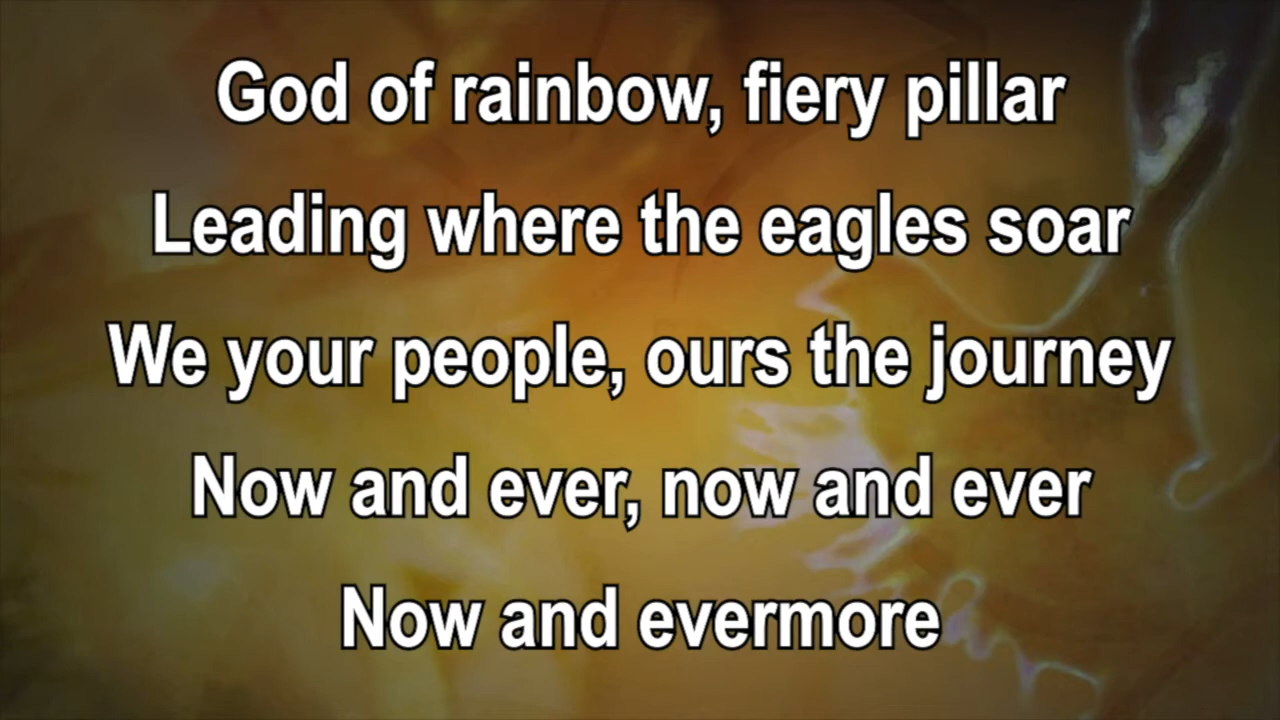 God of rainbow, fiery pillar
Leading where the eagles soar
We your people, ours the journey
Now and ever, now and ever
Now and evermore